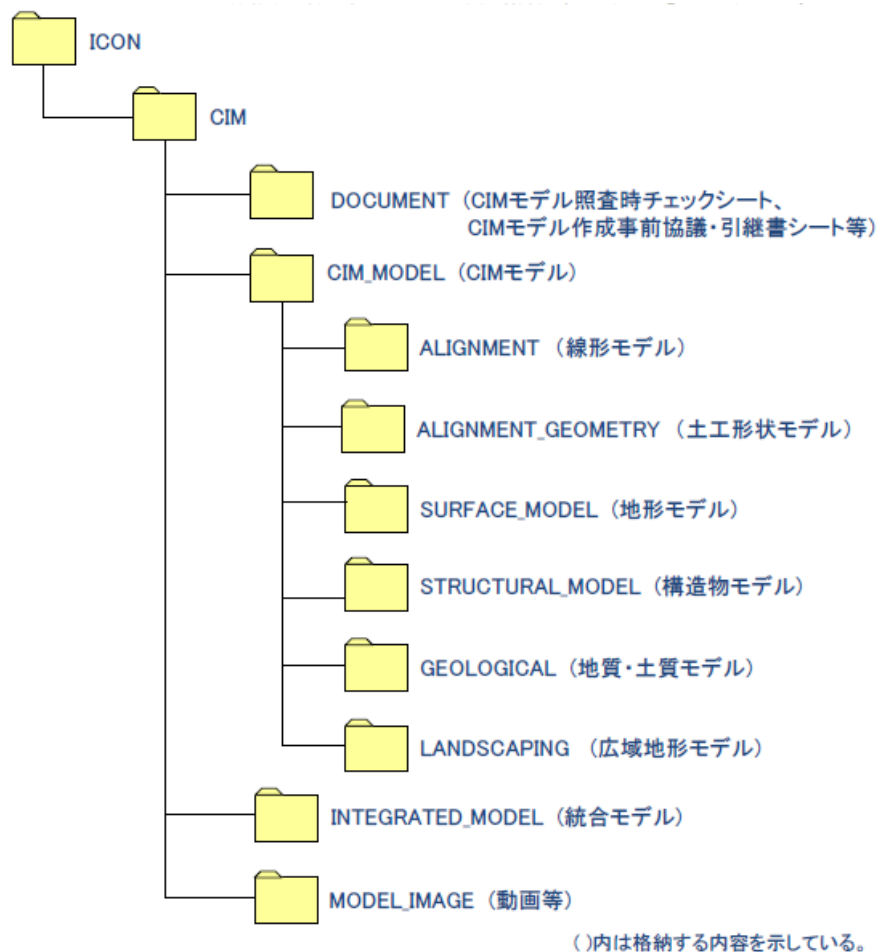 ICON
CIM
DOCUMENT（CIMモデル照査時チェックシート、
CIMモデル作成事前協議・引継書シート等）
CIM_MODEL（CIMモデル）
ALIGNMENT （線形モデル）
ALIGNMENT_GEOMETRY （土工形状モデル）
SURFACE_MODEL（地形モデル）
STRUCTURAL_MODEL（構造物モデル）
GEOLOGICAL（地質・土質モデル）
LANDSCAPING （広域地形モデル）
INTEGRATED_MODEL（統合モデル）
MODEL_IMAGE（動画等）
（ ）内は格納する内容を示している。